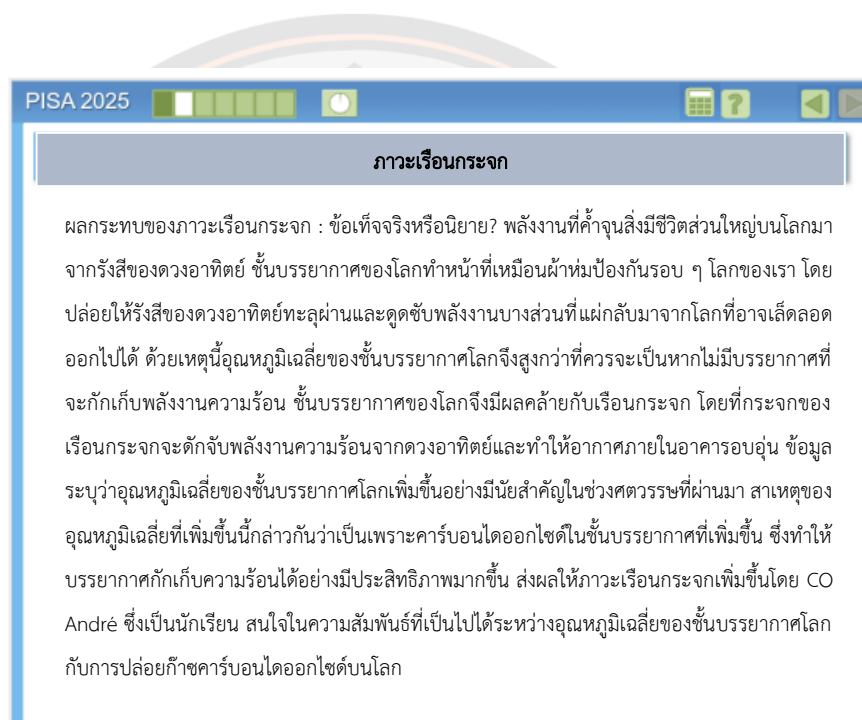 PISA 2025
?
ภาวะเรือนกระจก
ผลกระทบของภาวะเรือนกระจก : ข้อเท็จจริงหรือนิยาย? พลังงานที่ค้ำจุนสิ่งมีชีวิตส่วนใหญ่บนโลกมา
จากรังสีของดวงอาทิตย์ ชั้นบรรยากาศของโลกทำหน้าที่เหมือนผ้าห่มป้องกันรอบ ๆ โลกของเรา โดย
ปล่อยให้รังสีของดวงอาทิตย์ทะลุผ่านและดูดซับพลังงานบางส่วนที่แผ่กลับมาจากโลกที่อาจเล็ดลอด
ออกไปได้ ด้วยเหตุนี้อุณหภูมิเฉลี่ยของชั้นบรรยากาศโลกจึงสูงกว่าที่ควรจะเป็นหากไม่มีบรรยากาศที่
จะกักเก็บพลังงานความร้อน ชั้นบรรยากาศของโลกจึงมีผลคล้ายกับเรือนกระจก โดยที่กระจกของ
เรือนกระจกจะดักจับพลังงานความร้อนจากดวงอาทิตย์และทำให้อากาศภายในอาคารอบอุ่น ข้อมูล
ระบุว่าอุณหภูมิเฉลี่ยของชั้นบรรยากาศโลกเพิ่มขึ้นอย่างมีนัยสำคัญในช่วงศตวรรษที่ผ่านมา สาเหตุของ
อุณหภูมิเฉลี่ยที่เพิ่มขึ้นนี้กล่าวกันว่าเป็นเพราะคาร์บอนไดออกไซด์ในชั้นบรรยากาศที่เพิ่มขึ้น ซึ่งทำให้
บรรยากาศกักเก็บความร้อนได้อย่างมีประสิทธิภาพมากขึ้น ส่งผลให้ภาวะเรือนกระจกเพิ่มขึ้นโดย CO
André ซึ่งเป็นนักเรียน สนใจในความสัมพันธ์ที่เป็นไปได้ระหว่างอุณหภูมิเฉลี่ยของชั้นบรรยากาศโลก
กับการปล่อยก๊าซคาร์บอนไดออกไซด์บนโลก